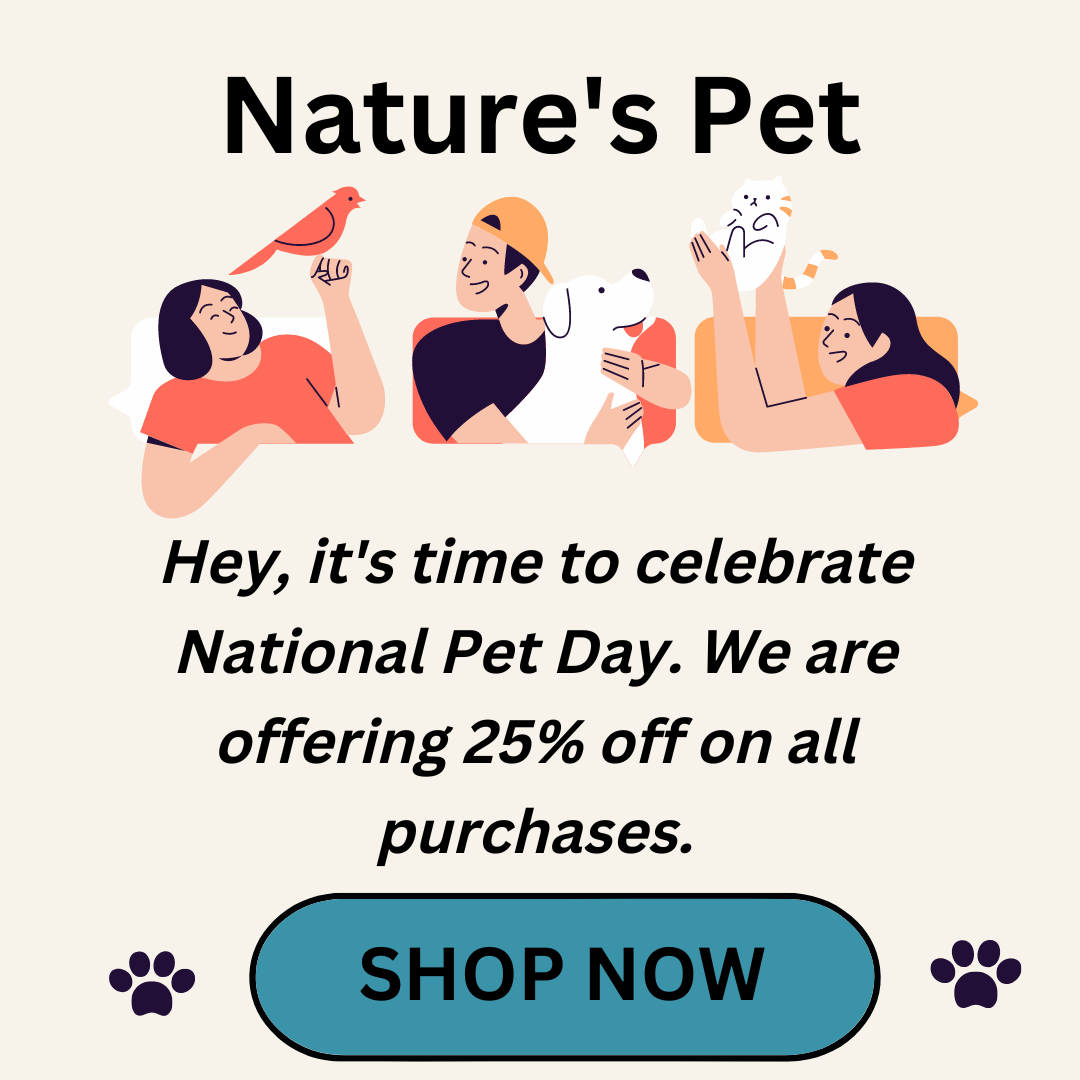 Nature's Pet
Hey, it's time to celebrate
National Pet Day. We are
offering 25% off on all
purchases.
SHOP NOW